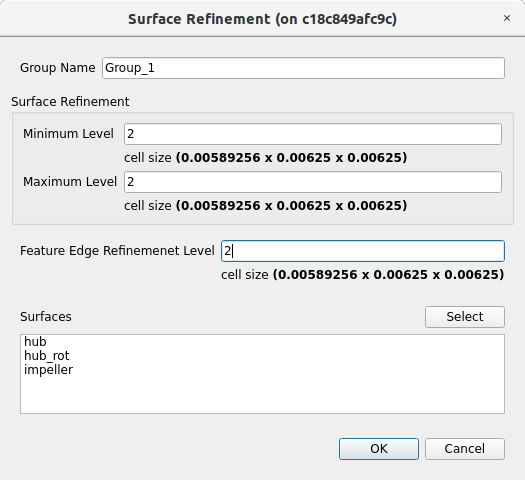 Surface Refinement (on c18c849afc9c)
×
Group Name Group_1
Surface Refinement
Minimum Level 2
cell size (0.00589256 x 0.00625 x 0.00625)
Maximum Level 2
cell size (0.00589256 x 0.00625 x 0.00625)
Feature Edge Refinemenet Level 2
cell size (0.00589256 x 0.00625 x 0.00625)
Surfaces Select
hub
hub_rot
impeller
OK Cancel